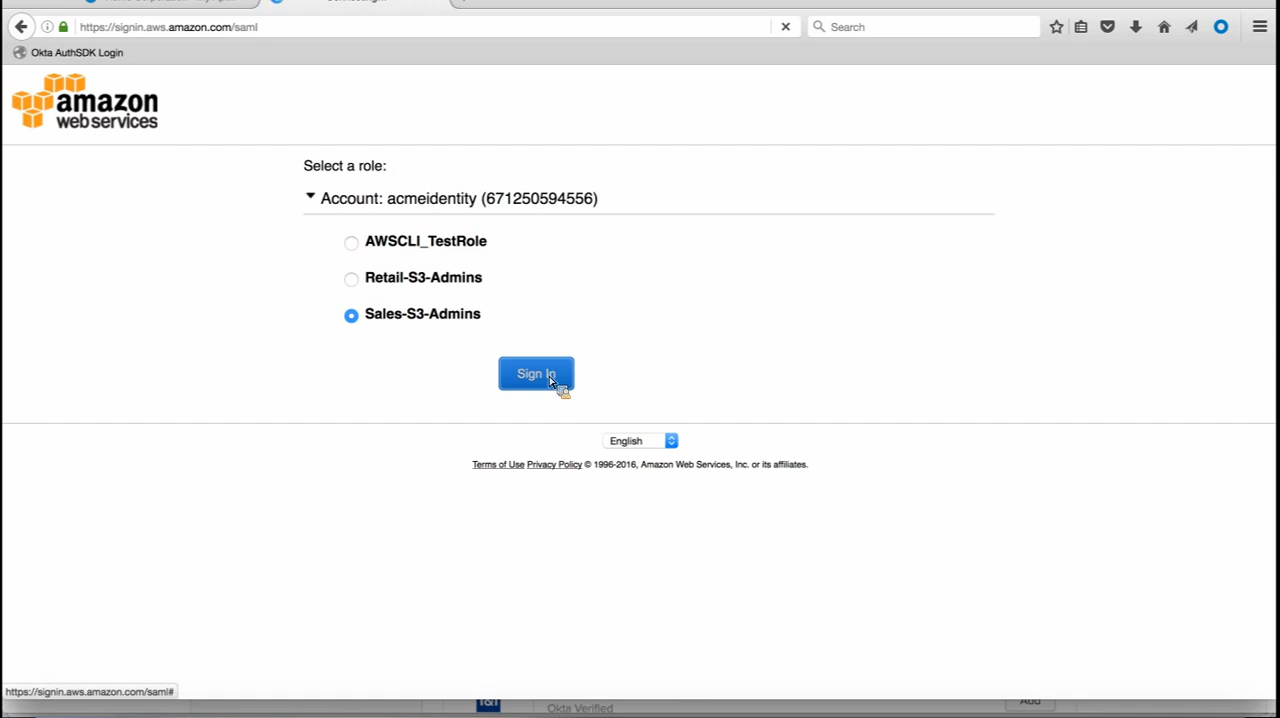 https://signin.aws.amazon.com/saml
Search
Okta AuthSDK Login
amazon
web services
Select a role:
Account: acmeidentity (671250594556)
AWSCLI_TestRole
Retail-S3-Admins
Sales-S3-Admins
Sign In
English
Terms of Use Privacy Policy © 1996-2016, Amazon Web Services, Inc. or its affiliates.
https://signin.aws.amazon.com/saml#
Okta Verified
Add